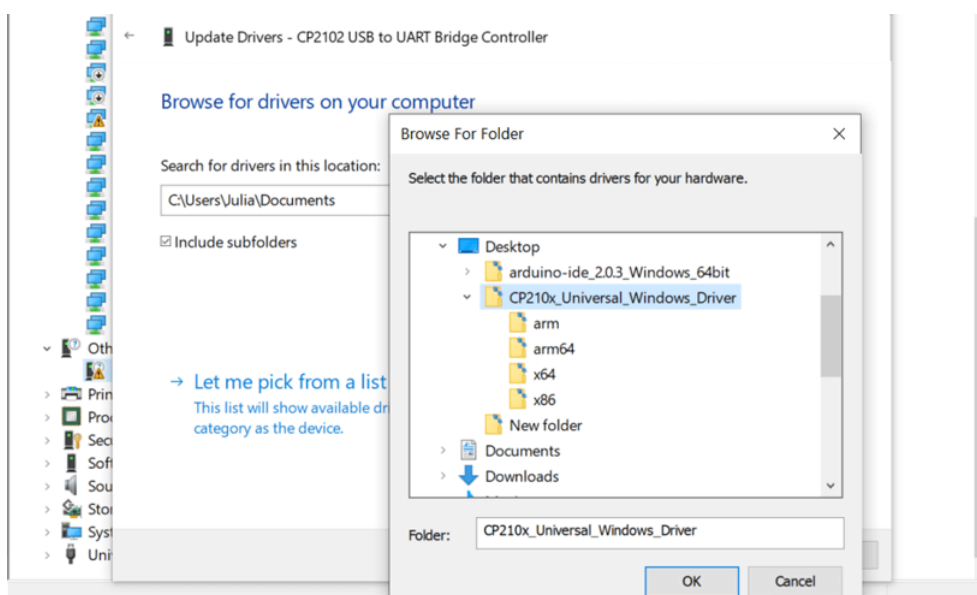 Update Drivers - CP2102 USB to UART Bridge Controller
Browse for drivers on your computer
Search for drivers in this location:
C:\Users\Julia\Documents
Include subfolders
Let me pick from a list
This list will show available
category as the device.
Browse For Folder
Select the folder that contains drivers for your hardware.
Desktop
arduino-ide_2.0.3_Windows_64bit
CP210x_Universal_Windows_Driver
arm
arm64
x64
x86
New folder
Documents
Downloads
Folder:
CP210x_Universal_Windows_Driver
OK
Cancel
Oth
Prin
Pro
Sec
Soft
Sou
Stor
Syst
Uni